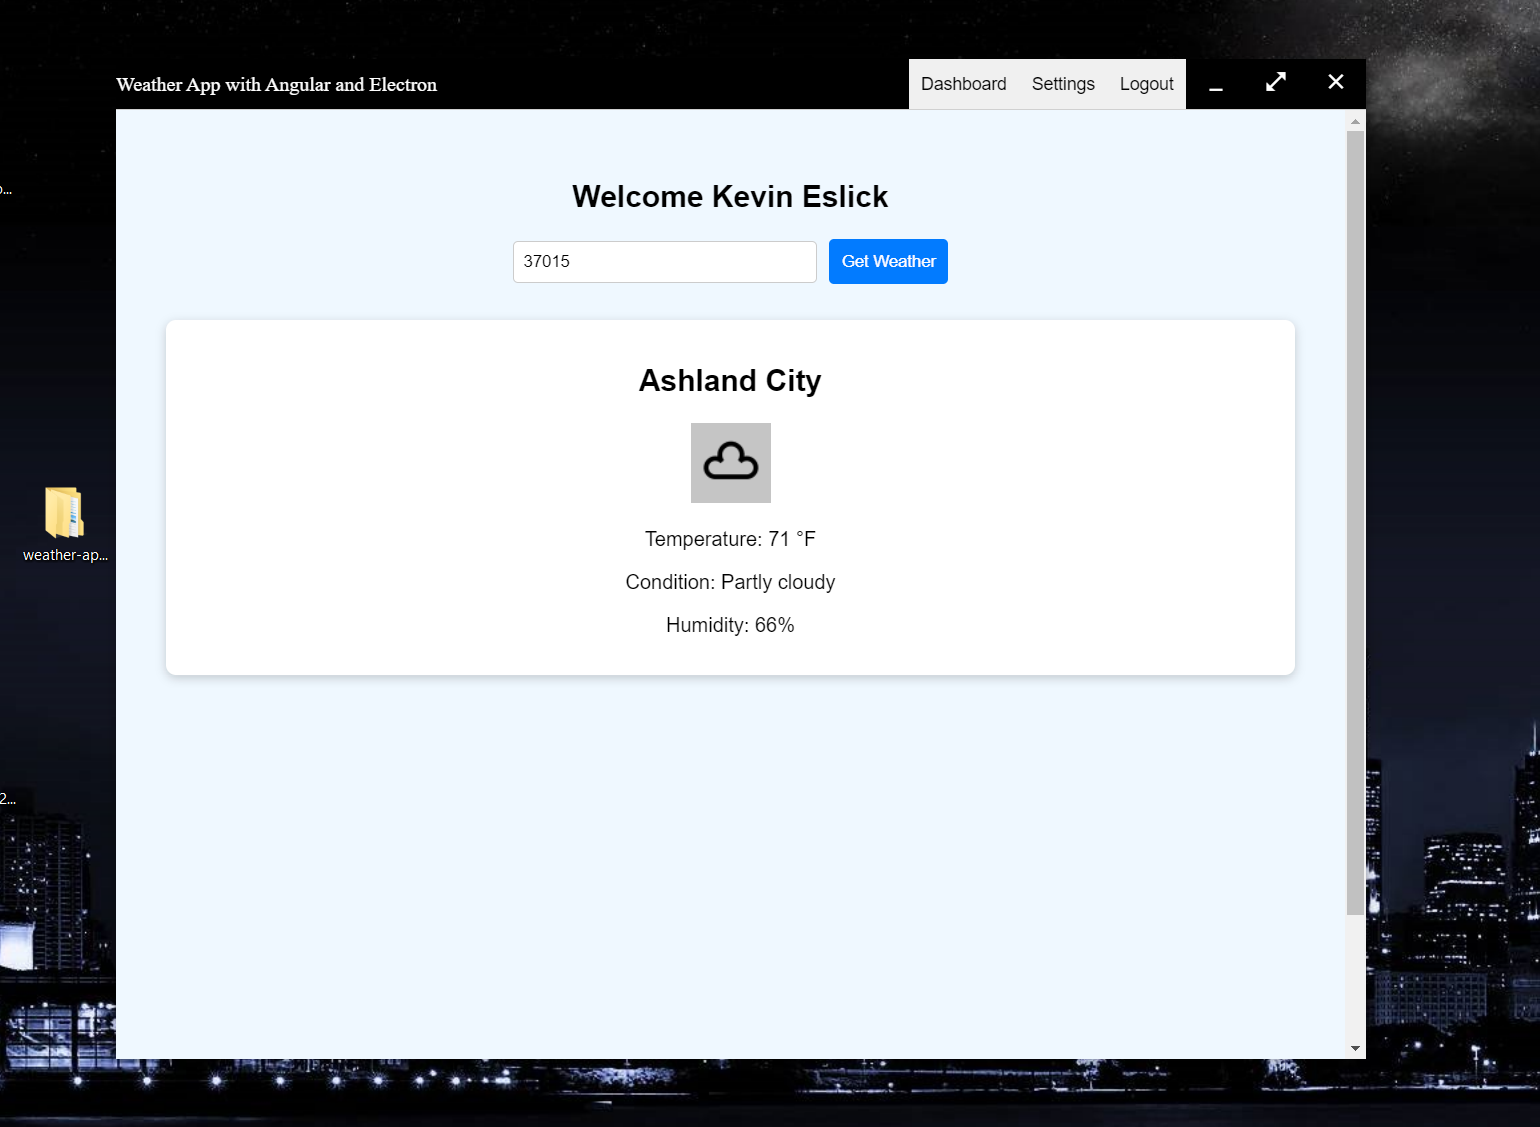 Weather App with Angular and Electron
Dashboard Settings Logout
Welcome Kevin Eslick
37015 Get Weather
Ashland City
Temperature: 71 °F
Condition: Partly cloudy
Humidity: 66%
weather-ap...
2...